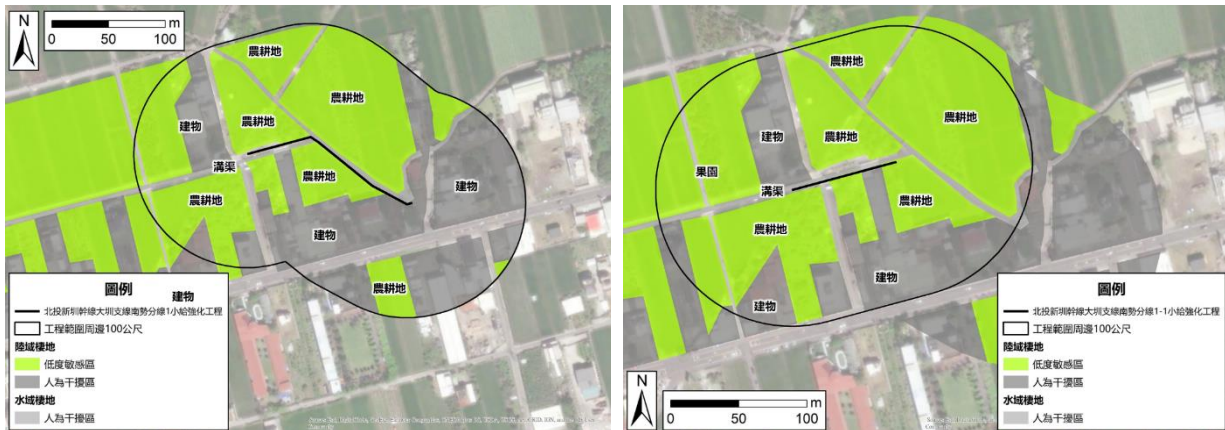 N
0 50 100 m
農耕地
農耕地
農耕地
建物
農耕地
溝渠
農耕地
建物
建物
農耕地
建物
圖例
北投新圳幹線大圳支線南勢分線1小給強化工程
工程範圍周邊100公尺
陸域棲地
低度敏感區
人為干擾區
水域棲地
人為干擾區
農耕地
農耕地
建物
農耕地
果園
溝渠
農耕地
農耕地
建物
建物
圖例
北投新圳幹線大圳支線南勢分線1-1小給強化工程
工程範圍周邊100公尺
陸域棲地
低度敏感區
人為干擾區
水域棲地
人為干擾區
N
0 50 100 m